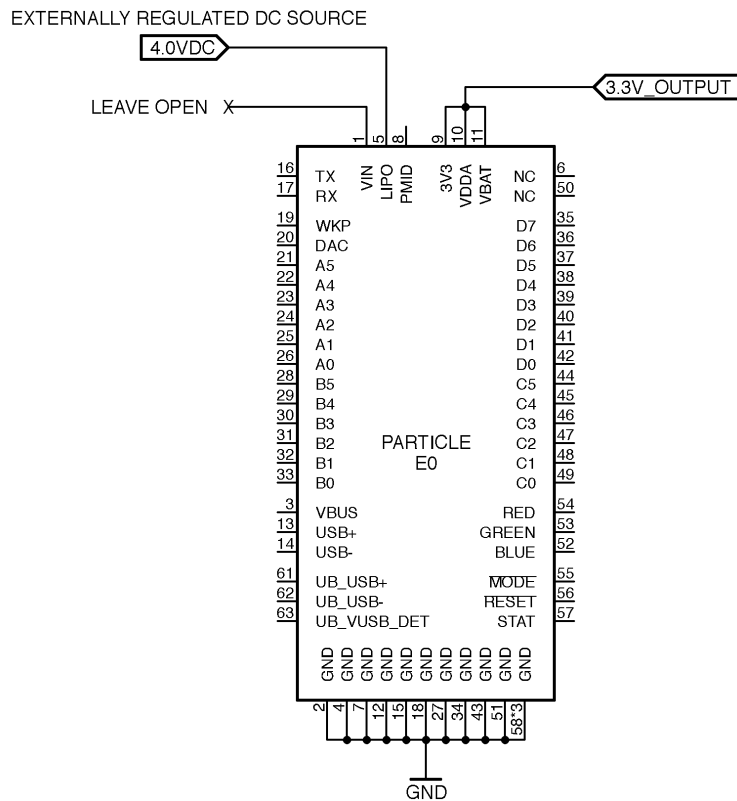 EXTERNALLY REGULATED DC SOURCE
4.0VDC
3.3V_OUTPUT
LEAVE OPEN X
1 5 8 9 10 11
VIN LIPO PMID 3V3 VDDA VBAT
16 TX NC 6
17 RX NC 50
19 WKP D7 35
20 DAC D6 36
21 A5 D5 37
22 A4 D4 38
23 A3 D3 39
24 A2 D2 40
25 A1 D1 41
26 A0 D0 42
28 B5 C5 44
29 B4 C4 45
30 B3 C3 46
31 B2 C2 47
32 B1 C1 48
33 B0 C0 49
PARTICLE
E0
3 VBUS RED 54
13 USB+ GREEN 53
14 USB- BLUE 52
61 UB_USB+ MODE 55
62 UB_USB- RESET 56
63 UB_VUSB_DET STAT 57
GND GND GND GND GND GND GND GND GND GND GND
2 4 7 12 15 18 27 34 43 51 58*3
GND